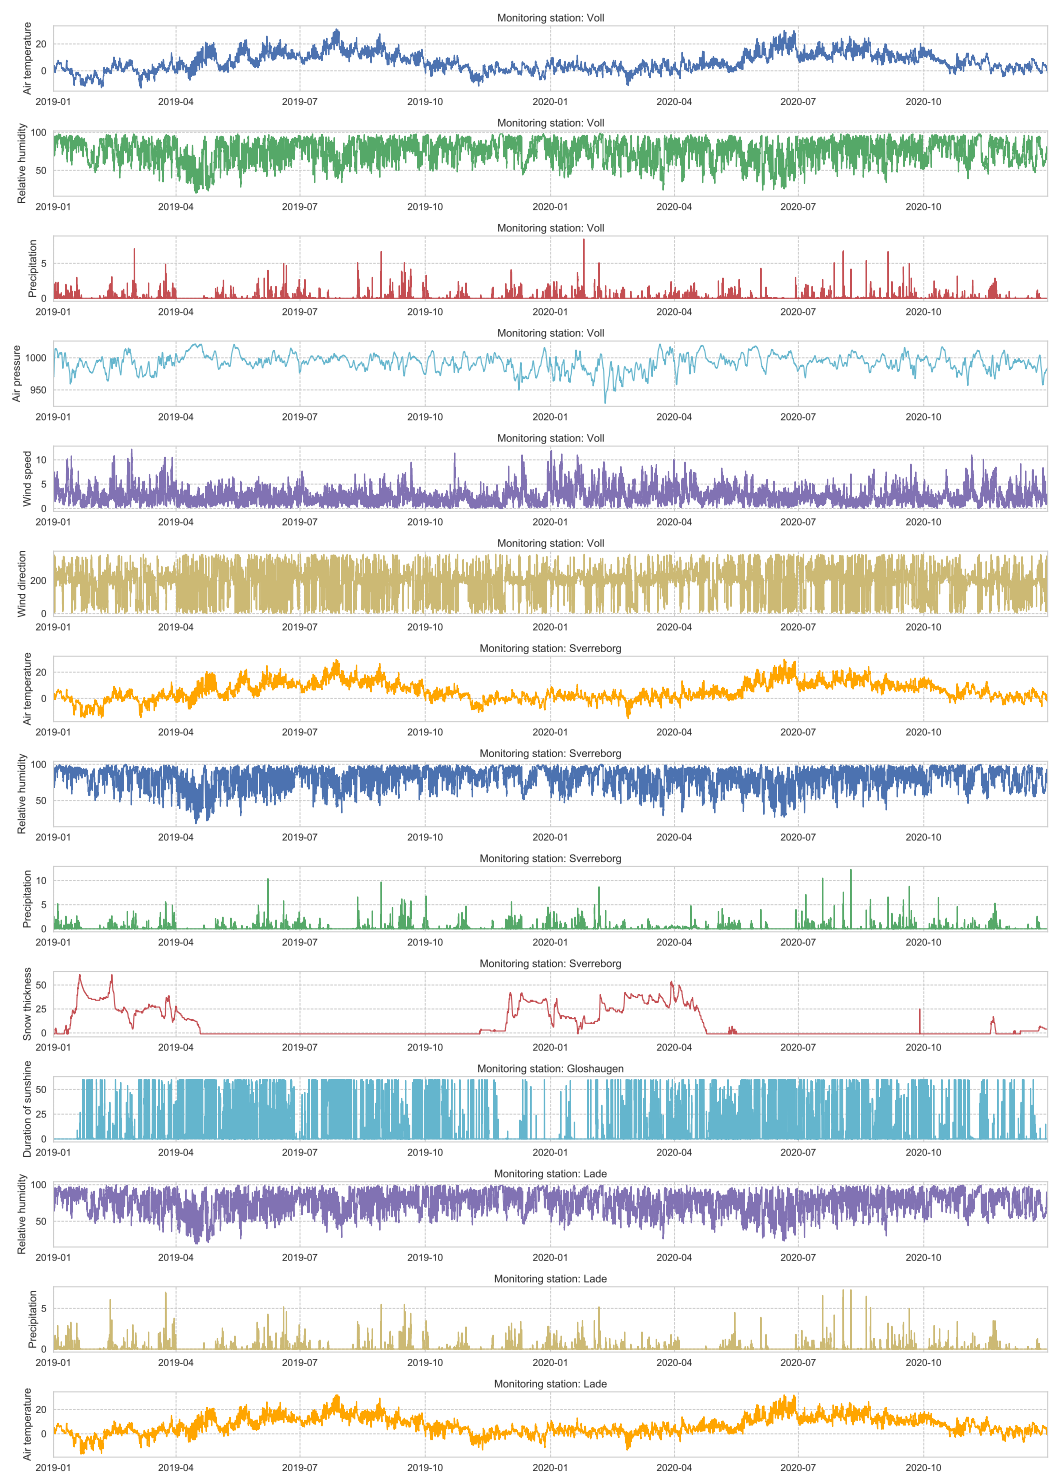 Monitoring station: Voll
Air temperature
20
0
2019-01 2019-04 2019-07 2019-10 2020-01 2020-04 2020-07 2020-10
Monitoring station: Voll
Relative humidity
100
50
2019-01 2019-04 2019-07 2019-10 2020-01 2020-04 2020-07 2020-10
Monitoring station: Voll
Precipitation
5
0
2019-01 2019-04 2019-07 2019-10 2020-01 2020-04 2020-07 2020-10
Monitoring station: Voll
Air pressure
1000
950
2019-01 2019-04 2019-07 2019-10 2020-01 2020-04 2020-07 2020-10
Monitoring station: Voll
Wind speed
10
5
0
2019-01 2019-04 2019-07 2019-10 2020-01 2020-04 2020-07 2020-10
Monitoring station: Voll
Wind direction
200
0
2019-01 2019-04 2019-07 2019-10 2020-01 2020-04 2020-07 2020-10
Monitoring station: Sverreborg
Air temperature
20
0
2019-01 2019-04 2019-07 2019-10 2020-01 2020-04 2020-07 2020-10
Monitoring station: Sverreborg
Relative humidity
100
50
2019-01 2019-04 2019-07 2019-10 2020-01 2020-04 2020-07 2020-10
Monitoring station: Sverreborg
Precipitation
10
5
0
2019-01 2019-04 2019-07 2019-10 2020-01 2020-04 2020-07 2020-10
Monitoring station: Sverreborg
Snow thickness
50
25
0
2019-01 2019-04 2019-07 2019-10 2020-01 2020-04 2020-07 2020-10
Monitoring station: Gloshaugen
Duration of sunshine
50
25
0
2019-01 2019-04 2019-07 2019-10 2020-01 2020-04 2020-07 2020-10
Monitoring station: Lade
Relative humidity
100
50
2019-01 2019-04 2019-07 2019-10 2020-01 2020-04 2020-07 2020-10
Monitoring station: Lade
Precipitation
5
0
2019-01 2019-04 2019-07 2019-10 2020-01 2020-04 2020-07 2020-10
Monitoring station: Lade
Air temperature
20
0
2019-01 2019-04 2019-07 2019-10 2020-01 2020-04 2020-07 2020-10